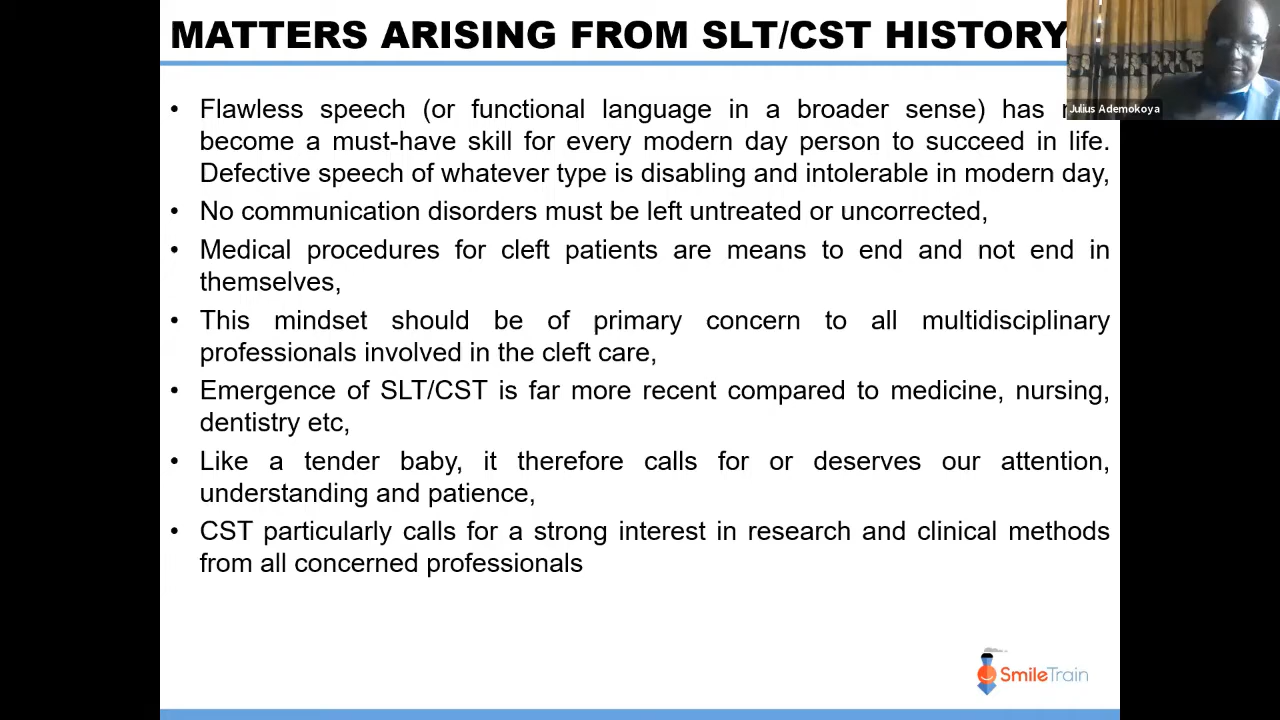 MATTERS ARISING FROM SLT/CST HISTORY
Julius Ademokoya
• Flawless speech (or functional language in a broader sense) has
become a must-have skill for every modern day person to succeed in life.
Defective speech of whatever type is disabling and intolerable in modern day,
• No communication disorders must be left untreated or uncorrected,
• Medical procedures for cleft patients are means to end and not end in
themselves,
• This mindset should be of primary concern to all multidisciplinary
professionals involved in the cleft care,
• Emergence of SLT/CST is far more recent compared to medicine, nursing,
dentistry etc,
• Like a tender baby, it therefore calls for or deserves our attention,
understanding and patience,
• CST particularly calls for a strong interest in research and clinical methods
from all concerned professionals
SmileTrain